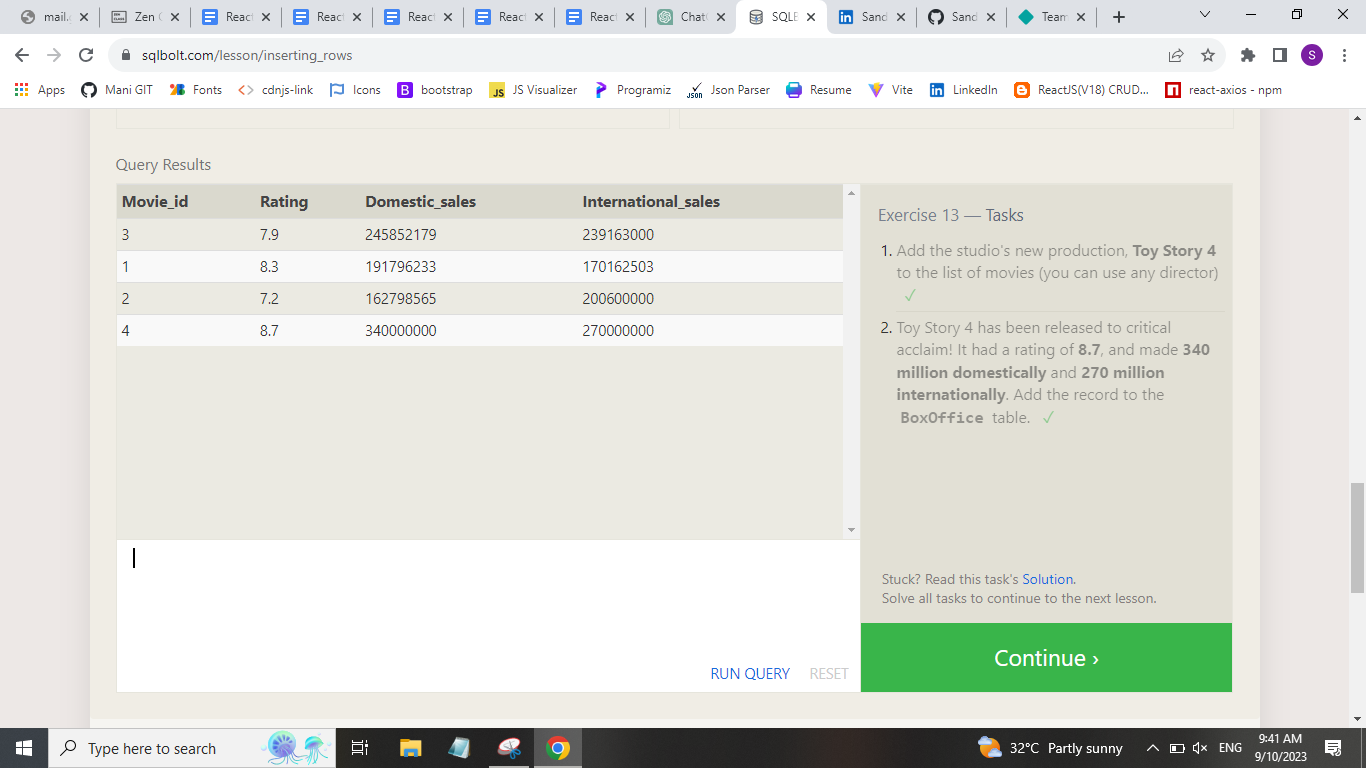 mail. Zen React React React React React Chat SQLB Sand Sand Team
sqlbolt.com/lesson/inserting_rows
S
Apps Mani GIT Fonts cdnjs-link Icons bootstrap JS Visualizer Programiz Json Parser Resume Vite LinkedIn ReactJS(V18) CRUD... react-axios - npm
Query Results
Movie_id Rating Domestic_sales International_sales
3 7.9 245852179 239163000
1 8.3 191796233 170162503
2 7.2 162798565 200600000
4 8.7 340000000 270000000
Exercise 13 — Tasks
1. Add the studio's new production, Toy Story 4
to the list of movies (you can use any director)
✓
2. Toy Story 4 has been released to critical
acclaim! It had a rating of 8.7, and made 340
million domestically and 270 million
internationally. Add the record to the
BoxOffice table. ✓
Stuck? Read this task's Solution.
Solve all tasks to continue to the next lesson.
RUN QUERY RESET
Continue ›
Type here to search
32°C Partly sunny
ENG
9:41 AM
9/10/2023